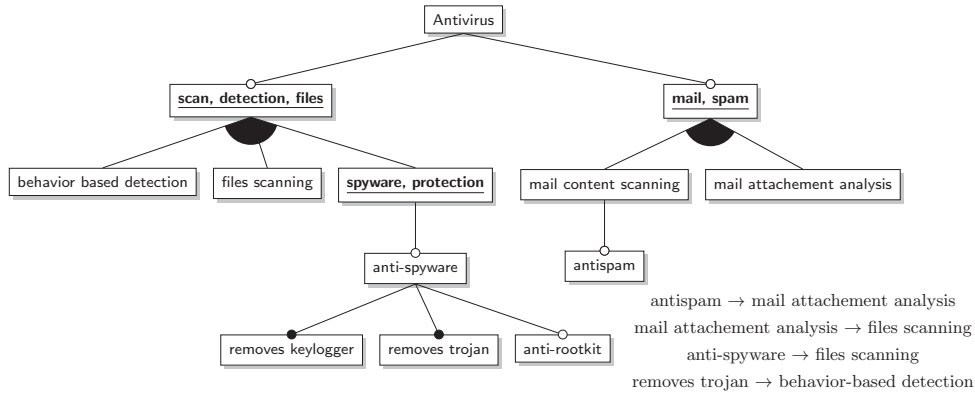 Antivirus
scan, detection, files
mail, spam
behavior based detection
files scanning
spyware, protection
mail content scanning
mail attachement analysis
anti-spyware
antispam
removes keylogger
removes trojan
anti-rootkit
antispam → mail attachement analysis
mail attachement analysis → files scanning
anti-spyware → files scanning
removes trojan → behavior-based detection